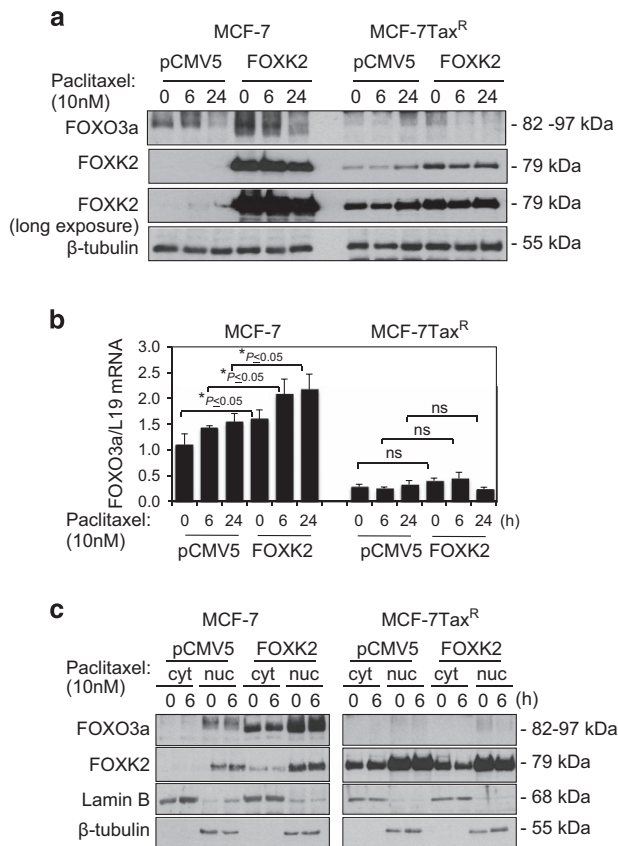 a
MCF-7 MCF-7Tax^R
pCMV5 FOXK2 pCMV5 FOXK2
Paclitaxel:
(10nM) 0 6 24 0 6 24 0 6 24 0 6 24
FOXO3a - 82 -97 kDa
FOXK2 - 79 kDa
FOXK2 - 79 kDa
(long exposure)
β-tubulin - 55 kDa
b
MCF-7 MCF-7Tax^R
FOXO3a/L19 mRNA
3.0
2.5
2.0
1.5
1.0
0.5
0.0
*P≤0.05
*P≤0.05
*P≤0.05
ns
ns
ns
Paclitaxel: 0 6 24 0 6 24 0 6 24 0 6 24 (h)
(10nM)
pCMV5 FOXK2 pCMV5 FOXK2
c
MCF-7 MCF-7Tax^R
pCMV5 FOXK2 pCMV5 FOXK2
Paclitaxel: cyt nuc cyt nuc cyt nuc cyt nuc
(10nM) 0 6 0 6 0 6 0 6 0 6 0 6 0 6 0 6 (h)
FOXO3a - 82-97 kDa
FOXK2 - 79 kDa
Lamin B - 68 kDa
β-tubulin - 55 kDa